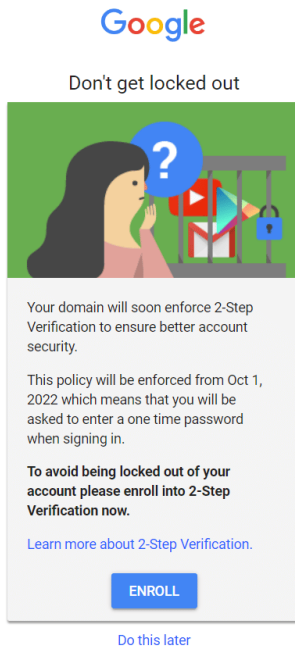 Google
Don't get locked out
?
Your domain will soon enforce 2-Step
Verification to ensure better account
security.
This policy will be enforced from Oct 1,
2022 which means that you will be
asked to enter a one time password
when signing in.
To avoid being locked out of your
account please enroll into 2-Step
Verification now.
Learn more about 2-Step Verification.
ENROLL
Do this later